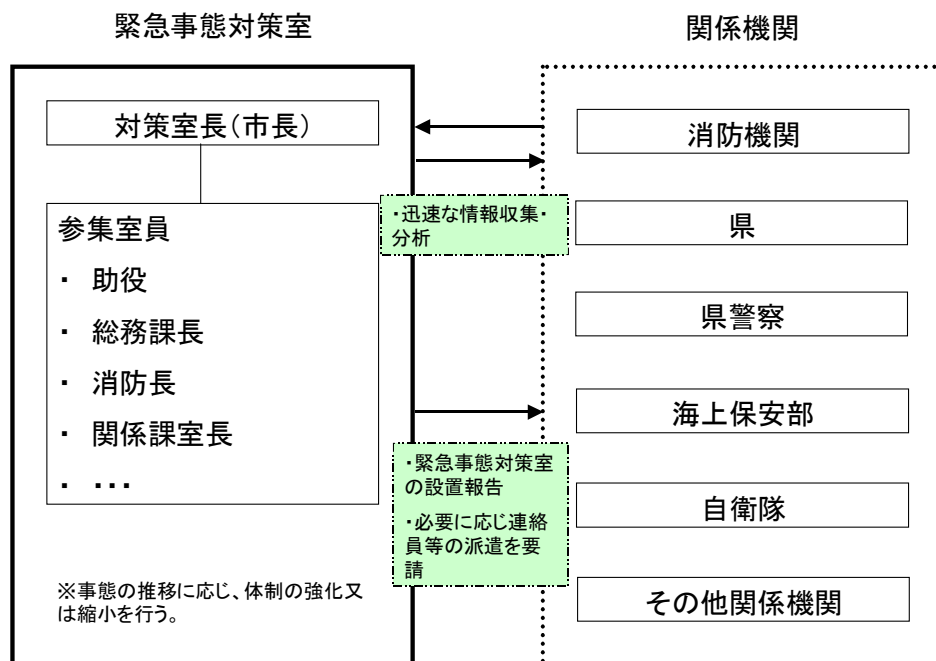 緊急事態対策室
対策室長（市長）
参集室員
・ 助役
・ 総務課長
・ 消防長
・ 関係課室長
・ ・・・
※事態の推移に応じ、体制の強化又
は縮小を行う。
・迅速な情報収集・
分析
・緊急事態対策室
の設置報告
・必要に応じ連絡
員等の派遣を要
請
関係機関
消防機関
県
県警察
海上保安部
自衛隊
その他関係機関